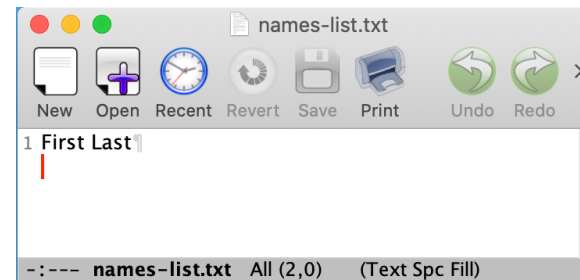 names-list.txt
New Open Recent Revert Save Print Undo Redo
1 First Last¶
-:--- names-list.txt All (2,0) (Text Spc Fill)